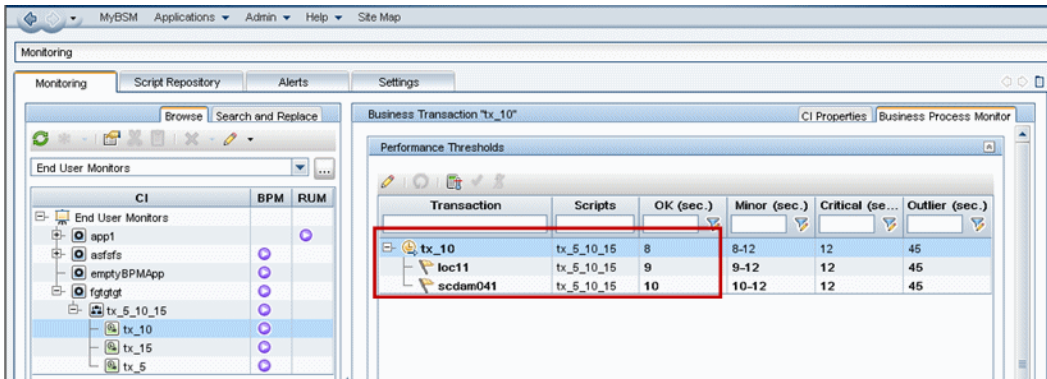 MyBSM Applications Admin Help Site Map
Monitoring
Monitoring Script Repository Alerts Settings
Browse Search and Replace
End User Monitors ...
CI BPM RUM
End User Monitors
app1
asfsfs
emptyBPMApp
fgtgtgt
tx_5_10_15
tx_10
tx_15
tx_5
Business Transaction "tx_10" CI Properties Business Process Monitor
Performance Thresholds
Transaction Scripts OK (sec.) Minor (sec.) Critical (se... Outlier (sec.)
tx_10 tx_5_10_15 8 8-12 12 45
loc11 tx_5_10_15 9 9-12 12 45
scdam041 tx_5_10_15 10 10-12 12 45